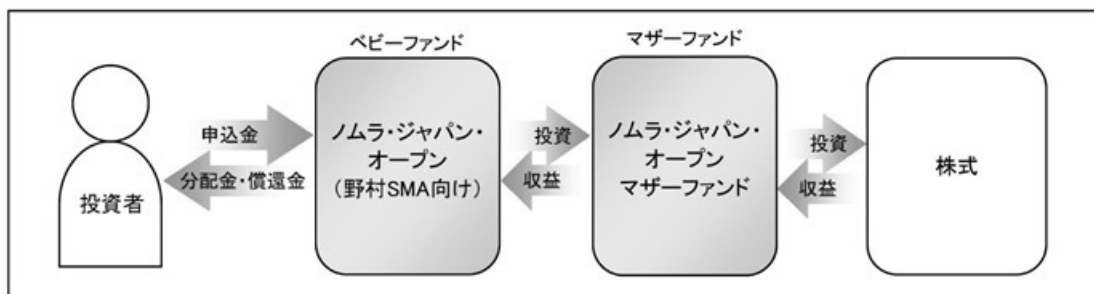 ベビーファンド
マザーファンド
申込金
分配金・償還金
投資者
ノムラ・ジャパン・
オープン
(野村SMA向け)
投資
収益
ノムラ・ジャパン・
オープン
マザーファンド
投資
収益
株式